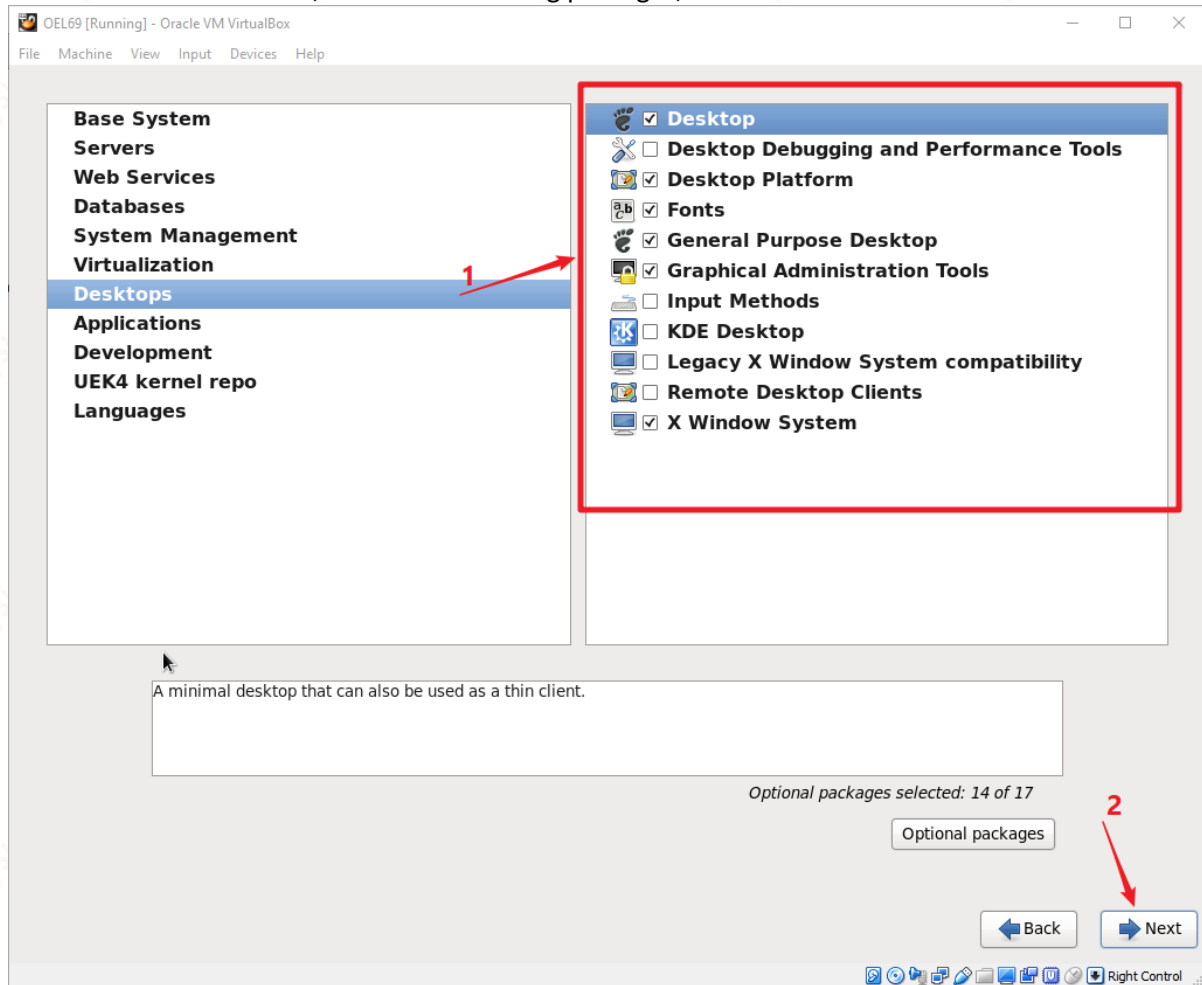 OEL69 [Running] - Oracle VM VirtualBox
File Machine View Input Devices Help
Base System
Servers
Web Services
Databases
System Management
Virtualization
Desktops
Applications
Development
UEK4 kernel repo
Languages
1
Desktop
Desktop Debugging and Performance Tools
Desktop Platform
Fonts
General Purpose Desktop
Graphical Administration Tools
Input Methods
KDE Desktop
Legacy X Window System compatibility
Remote Desktop Clients
X Window System
A minimal desktop that can also be used as a thin client.
Optional packages selected: 14 of 17
2
Optional packages
Back
Next
Right Control